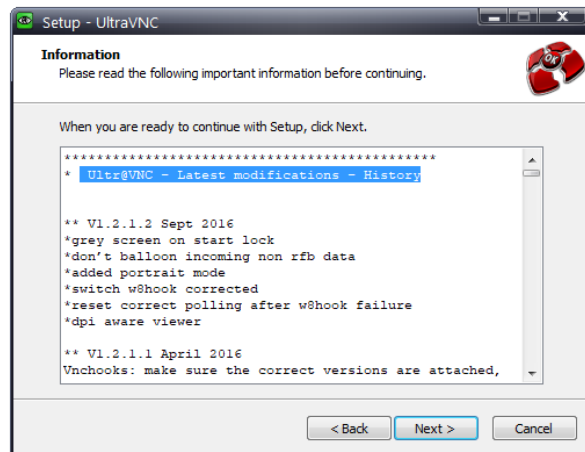 Setup - UltraVNC
Information
Please read the following important information before continuing.
OK
When you are ready to continue with Setup, click Next.
**********************************************
* Ultr@VNC - Latest modifications - History
** V1.2.1.2 Sept 2016
*grey screen on start lock
*don't balloon incoming non rfb data
*added portrait mode
*switch w8hook corrected
*reset correct polling after w8hook failure
*dpi aware viewer
** V1.2.1.1 April 2016
Vnchooks: make sure the correct versions are attached,
< Back
Next >
Cancel